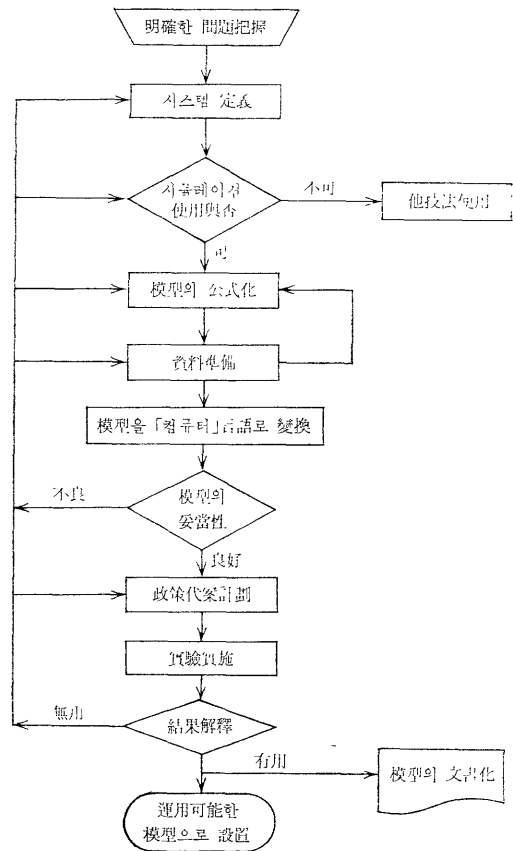 明確한 問題把握
시스템 定義
시뮬레이션
使用與否
不可
他技法使用
可
模型의 公式化
資料準備
模型을 「컴퓨터」言語로 變換
不良
模型의
妥當性
良好
政策代案計劃
實驗實施
無用
結果解釋
有用
模型의 文書化
運用可能한
模型으로 設置